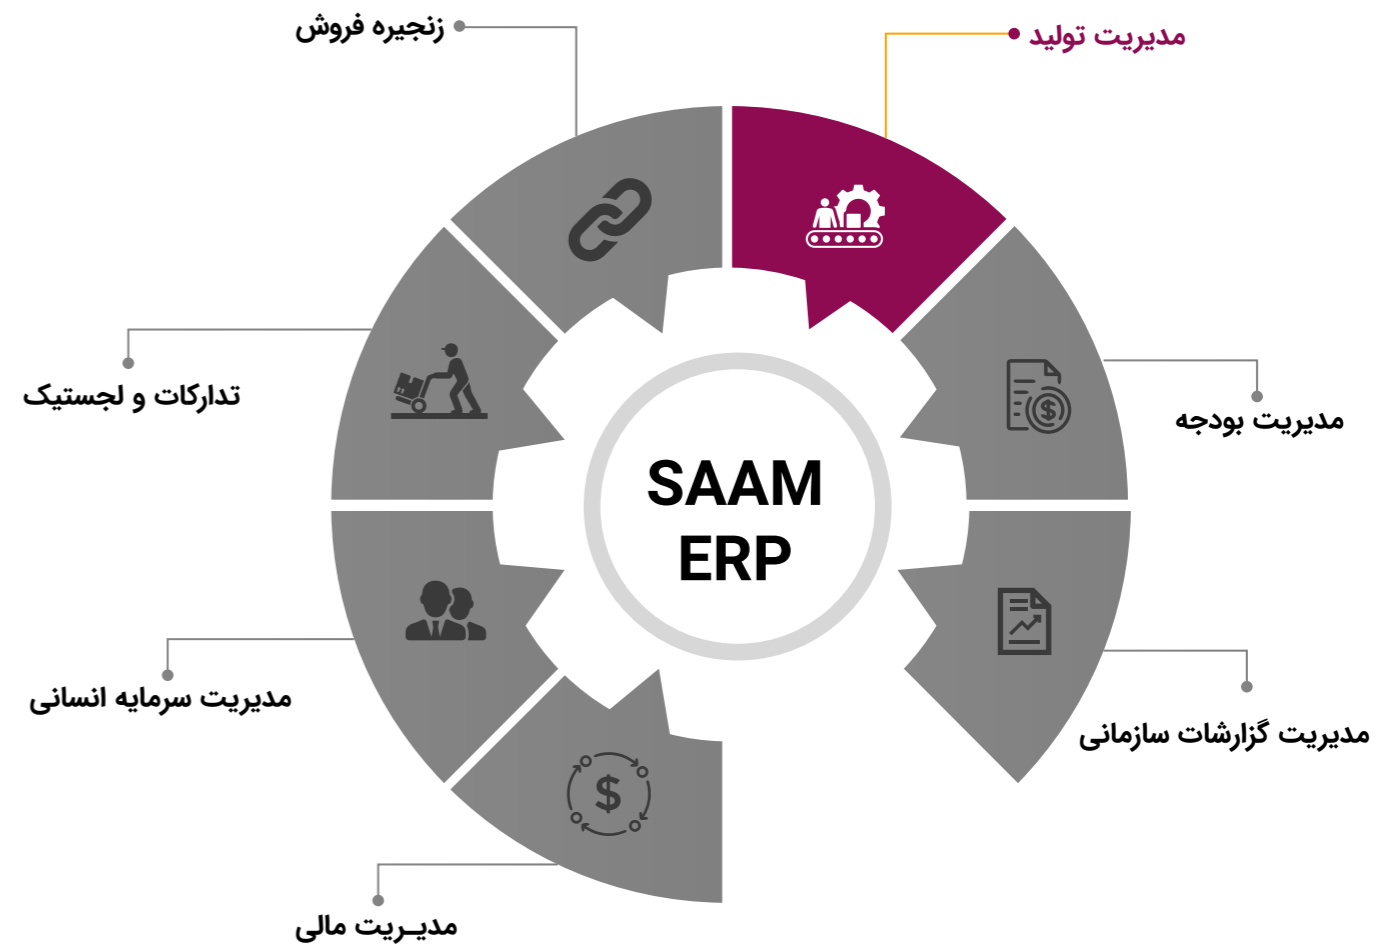 مدیریت تولید
زنجیره فروش
مدیریت بودجه
تدارکات و لجستیک
SAAM
ERP
مدیریت سرمایه انسانی
مدیریت گزارشات سازمانی
مدیـریت مالی